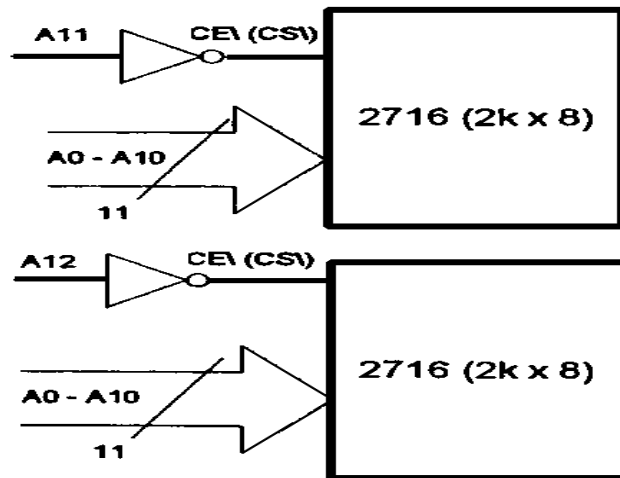 A11
CE\ (CS\)
2716 (2k x 8)
A0 - A10
11
A12
CE\ (CS\)
2716 (2k x 8)
A0 - A10
11